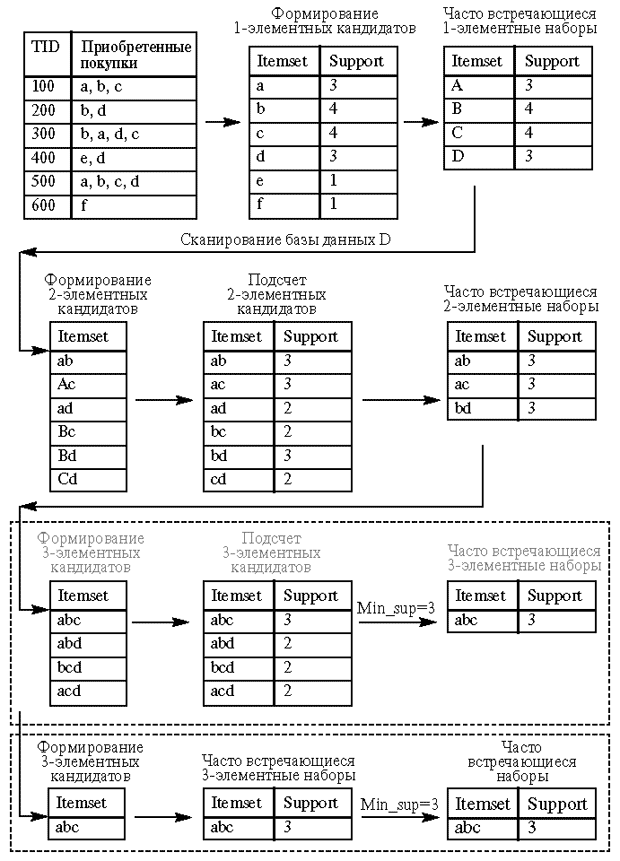 TID Приобретенные покупки
100 a, b, c
200 b, d
300 b, a, d, c
400 e, d
500 a, b, c, d
600 f
Формирование
1-элементных кандидатов
Itemset Support
a 3
b 4
c 4
d 3
e 1
f 1
Часто встречающиеся
1-элементные наборы
Itemset Support
A 3
B 4
C 4
D 3
Сканирование базы данных D
Формирование
2-элементных
кандидатов
Itemset
ab
Ac
ad
Bc
Bd
Cd
Подсчет
2-элементных
кандидатов
Itemset Support
ab 3
ac 3
ad 2
bc 2
bd 3
cd 2
Часто встречающиеся
2-элементные наборы
Itemset Support
ab 3
ac 3
bd 3
Формирование
3-элементных
кандидатов
Itemset
abc
abd
bcd
acd
Подсчет
3-элементных
кандидатов
Itemset Support
abc 3
abd 2
bcd 2
acd 2
Min_sup=3
Часто встречающиеся
3-элементные наборы
Itemset Support
abc 3
Формирование
3-элементных
кандидатов
Itemset
abc
Часто встречающиеся
3-элементные наборы
Itemset Support
abc 3
Min_sup=3
Часто
встречающиеся
наборы
Itemset Support
abc 3